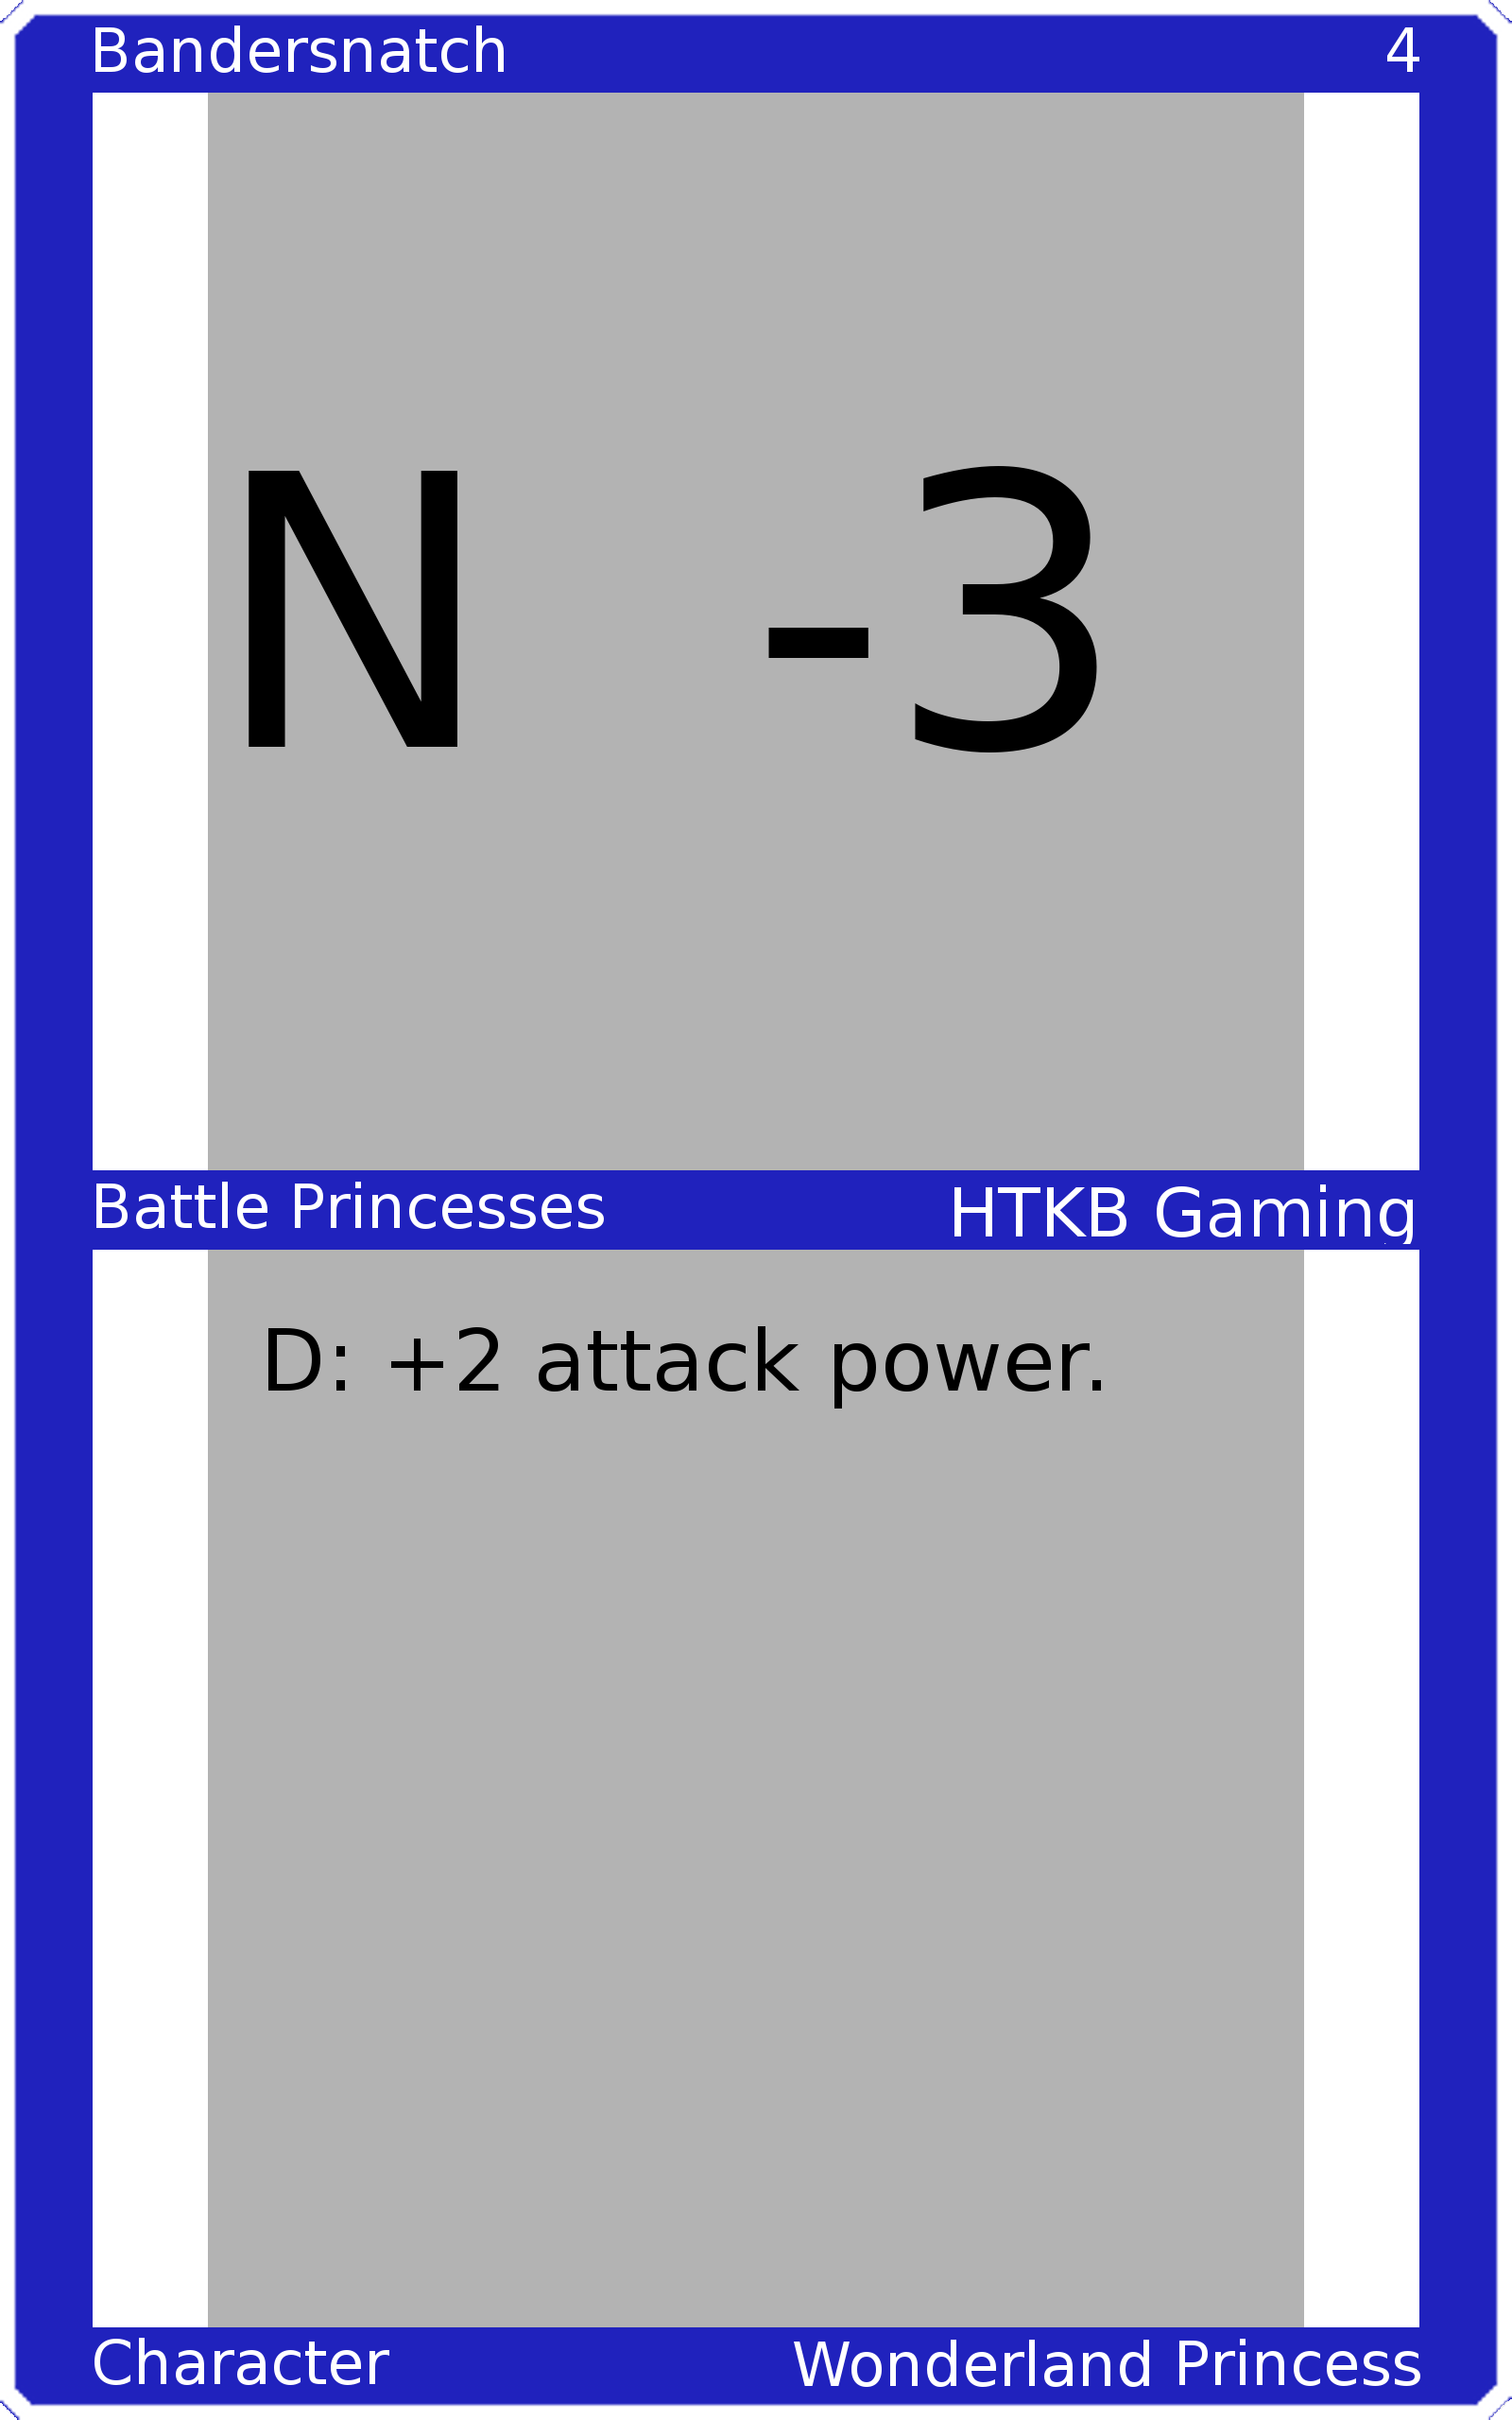 Bandersnatch 4
N -3
Battle Princesses HTKB Gaming
D: +2 attack power.
Character Wonderland Princess